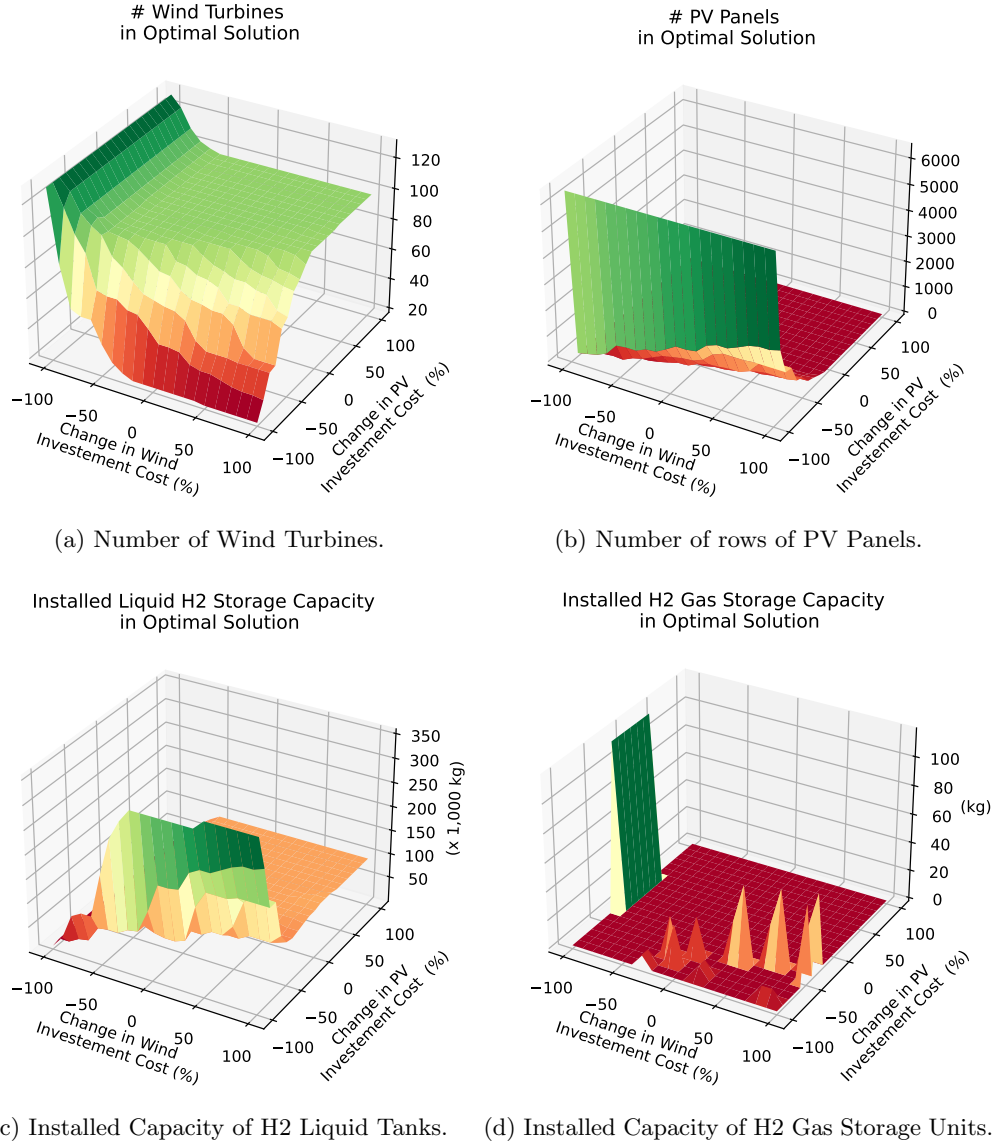 # Wind Turbines
in Optimal Solution
120
100
80
60
40
20
−100
−50
0
50
100
Change in Wind
Investement Cost (%)
−100
−50
0
50
100
Change in PV
Investement Cost (%)
(a) Number of Wind Turbines.
# PV Panels
in Optimal Solution
6000
5000
4000
3000
2000
1000
0
−100
−50
0
50
100
Change in Wind
Investement Cost (%)
−100
−50
0
50
100
Change in PV
Investement Cost (%)
(b) Number of rows of PV Panels.
Installed Liquid H2 Storage Capacity
in Optimal Solution
350
300
250
200
150
100
50
(x 1,000 kg)
−100
−50
0
50
100
Change in Wind
Investement Cost (%)
−100
−50
0
50
100
Change in PV
Investement Cost (%)
c) Installed Capacity of H2 Liquid Tanks.
Installed H2 Gas Storage Capacity
in Optimal Solution
100
80
60
40
20
0
(kg)
−100
−50
0
50
100
Change in Wind
Investement Cost (%)
−100
−50
0
50
100
Change in PV
Investement Cost (%)
(d) Installed Capacity of H2 Gas Storage Units.